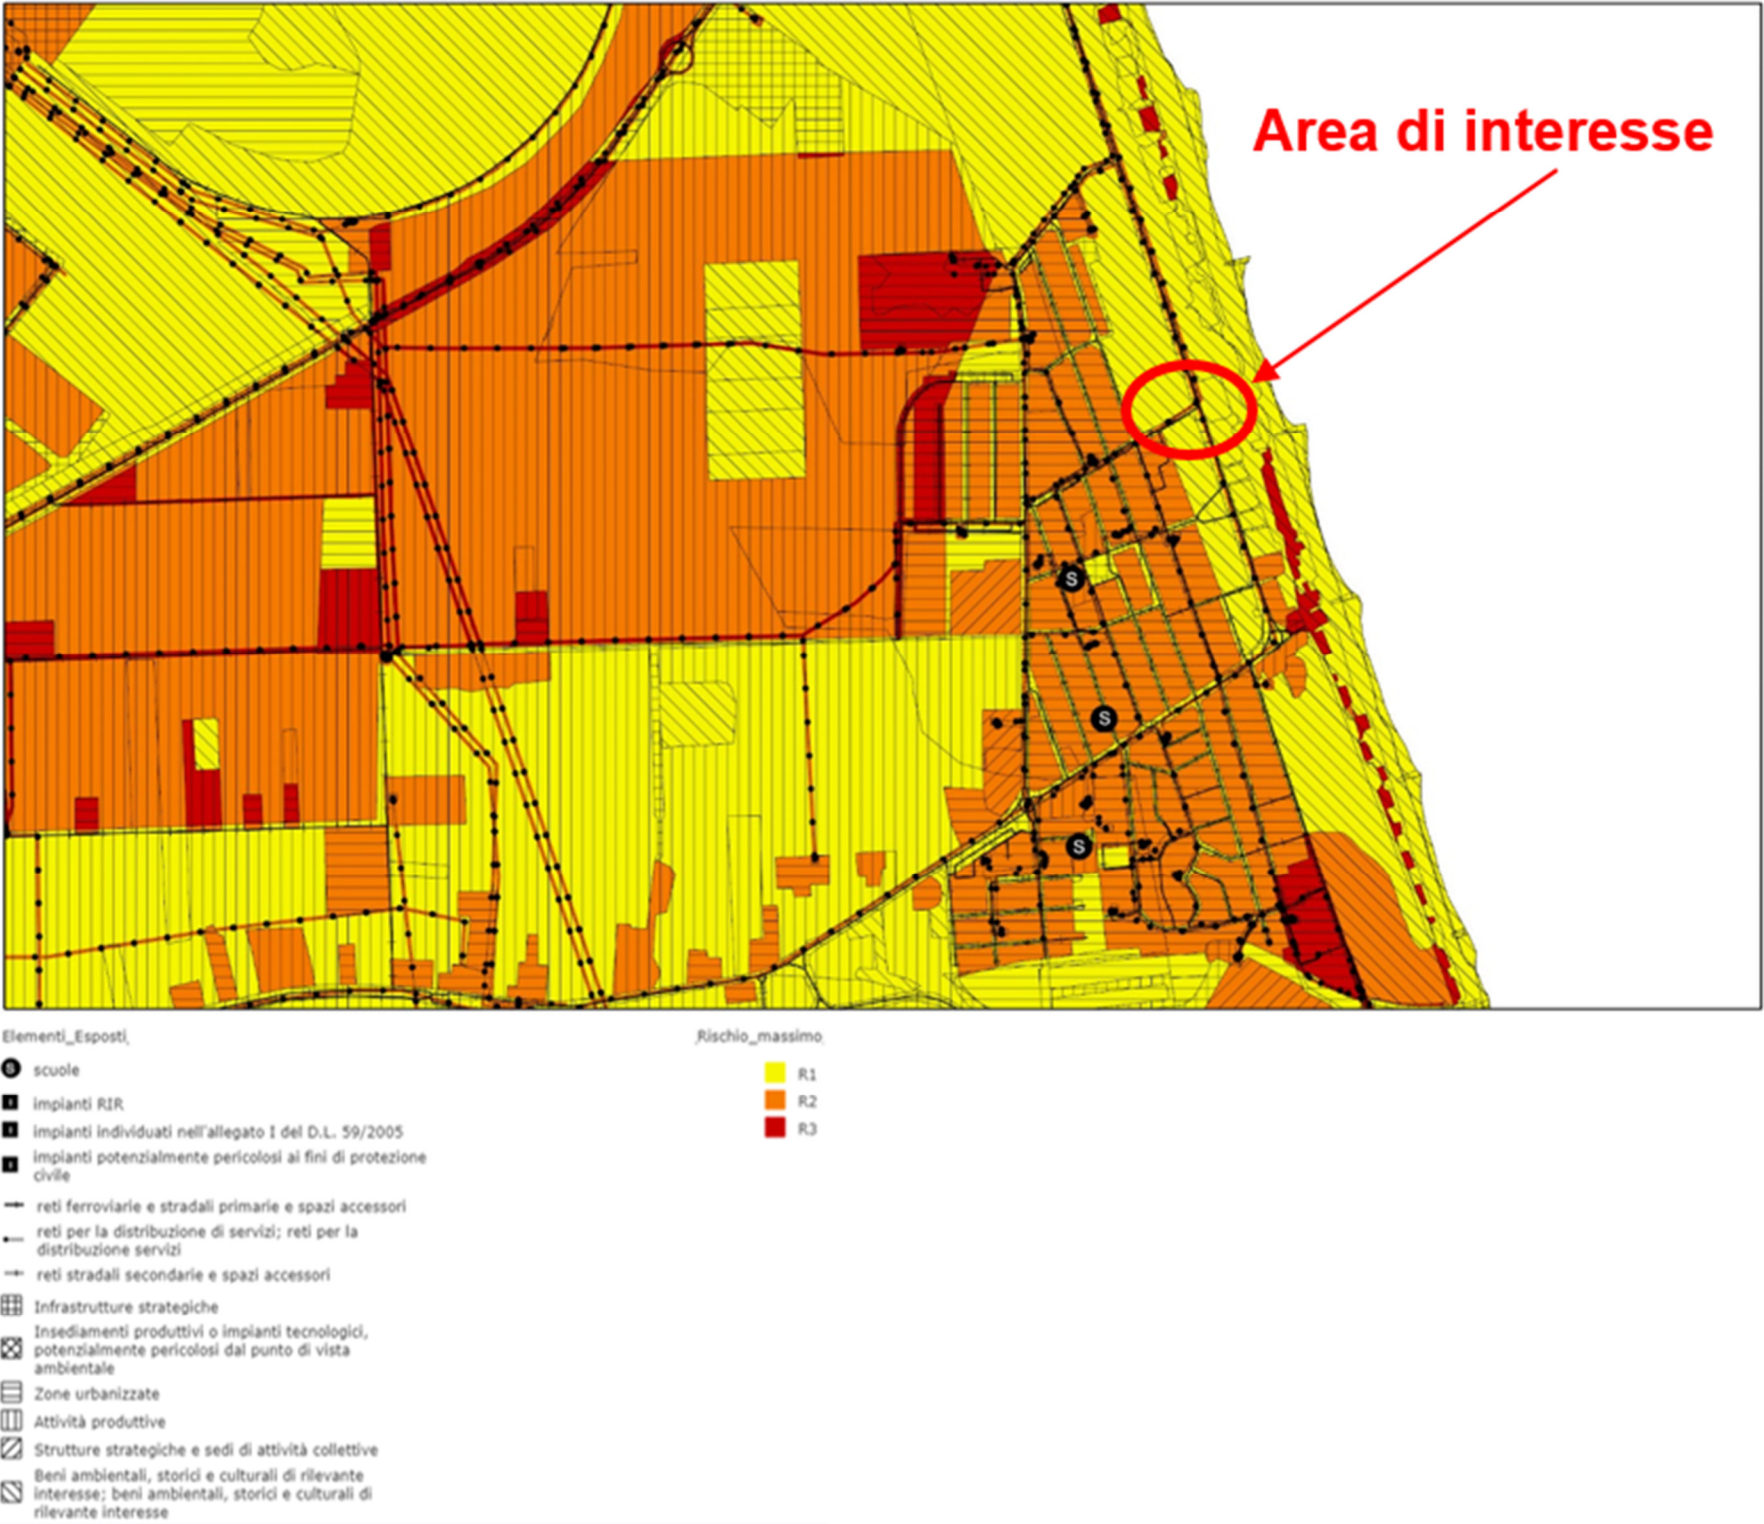 Area di interesse
S
S
S
Elementi_Esposti
S scuole
impianti RIR
impianti individuati nell'allegato I del D.L. 59/2005
impianti potenzialmente pericolosi ai fini di protezione
civile
reti ferroviarie e stradali primarie e spazi accessori
reti per la distribuzione di servizi; reti per la
distribuzione servizi
reti stradali secondarie e spazi accessori
Infrastrutture strategiche
Insediamenti produttivi o impianti tecnologici,
potenzialmente pericolosi dal punto di vista
ambientale
Zone urbanizzate
Attività produttive
Strutture strategiche e sedi di attività collettive
Beni ambientali, storici e culturali di rilevante
interesse; beni ambientali, storici e culturali di
rilevante interesse
Rischio_massimo
R1
R2
R3